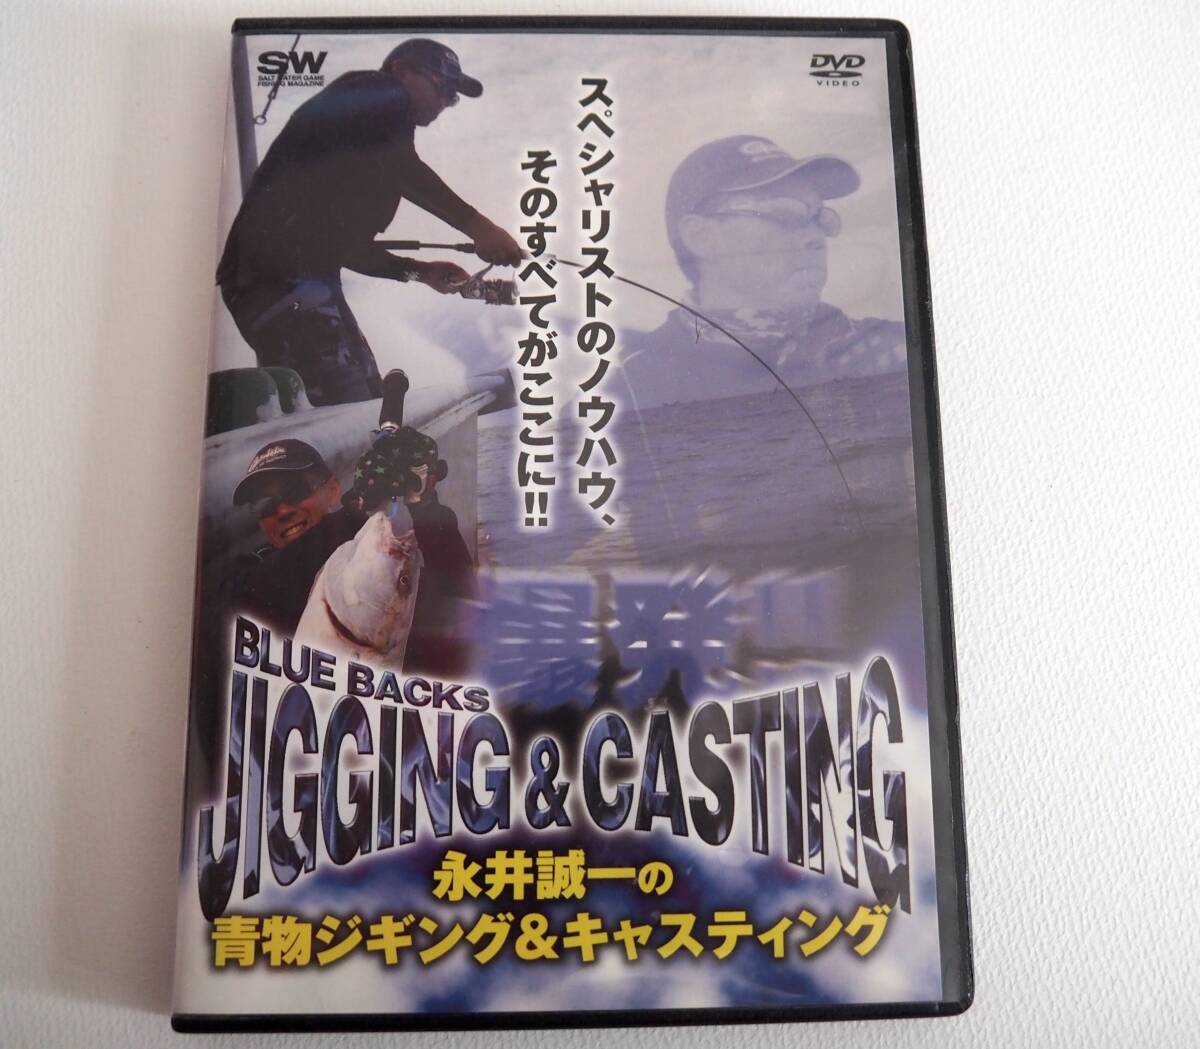 SW
SALT WATER GAME
FISHING MAGAZINE
DVD
VIDEO
スペシャリストのノウハウ、
そのすべてがここに!!
爆発!!!
BLUE BACKS
JIGGING & CASTING
永井誠一の
青物ジギング&キャスティング